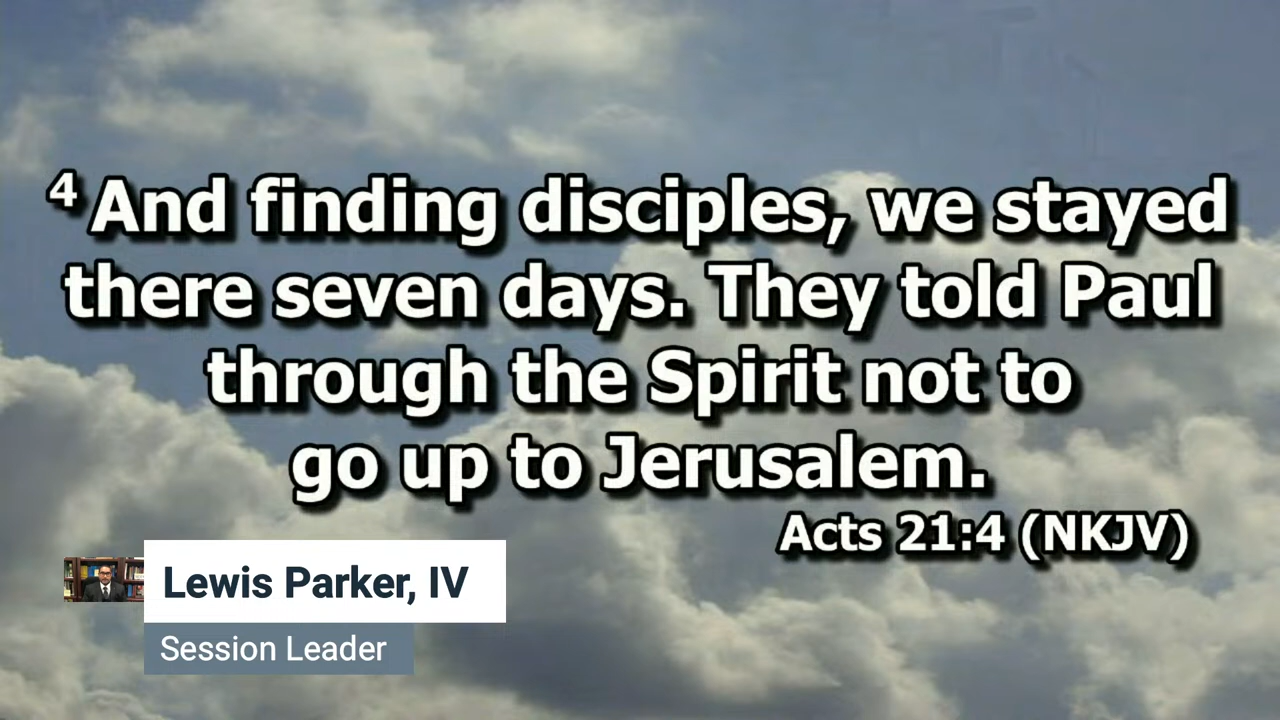 4 And finding disciples, we stayed
there seven days. They told Paul
through the Spirit not to
go up to Jerusalem.
Acts 21:4 (NKJV)
Lewis Parker, IV
Session Leader